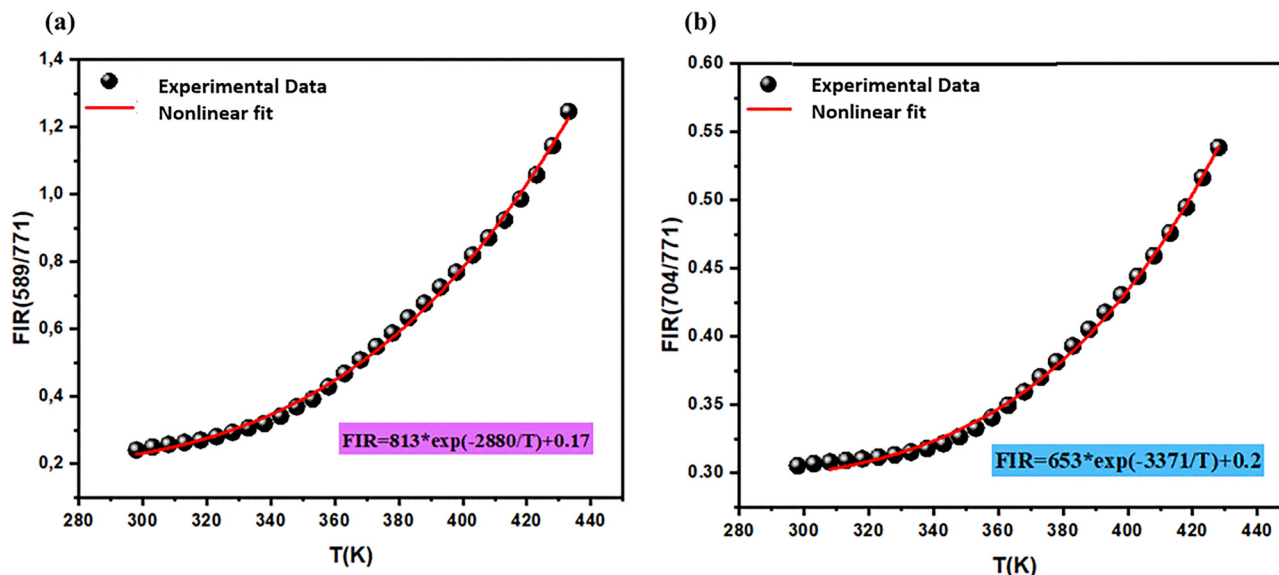 (a)
1,4
1,2
1,0
0,8
0,6
0,4
0,2
FIR(589/771)
Experimental Data
Nonlinear fit
FIR=813*exp(-2880/T)+0.17
280 300 320 340 360 380 400 420 440
T(K)
(b)
0.60
0.55
0.50
0.45
0.40
0.35
0.30
FIR(704/771)
Experimental Data
Nonlinear fit
FIR=653*exp(-3371/T)+0.2
280 300 320 340 360 380 400 420 440
T(K)